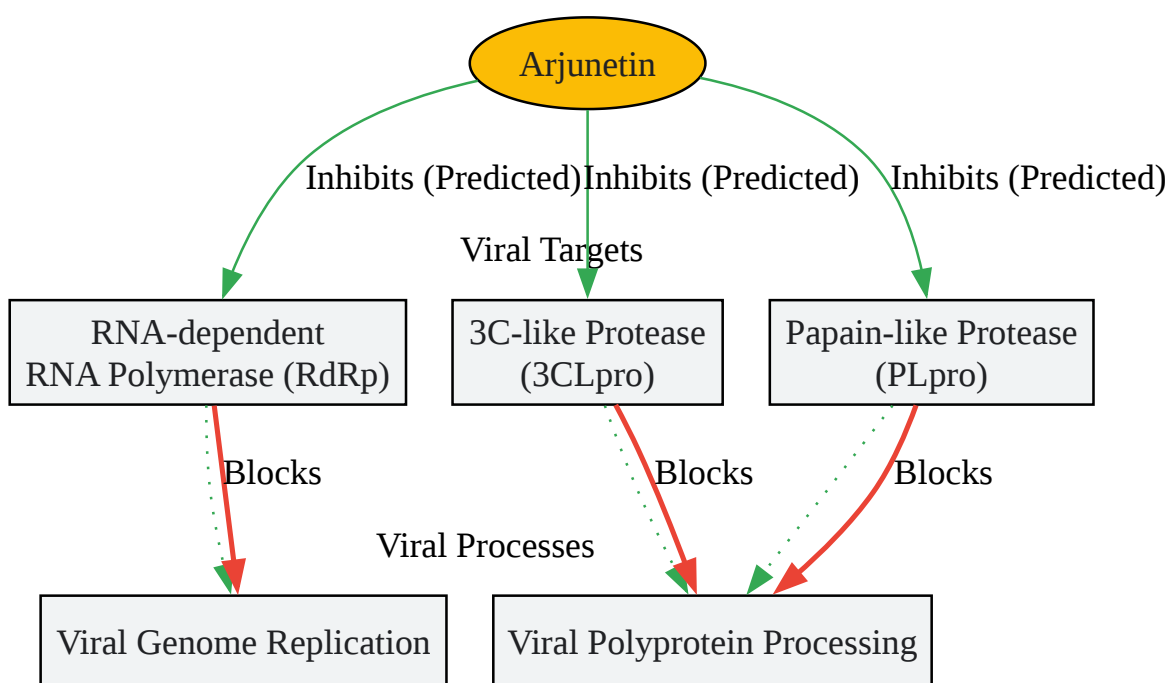 Arjunetin
Inhibits (Predicted) Inhibits (Predicted) Inhibits (Predicted)
Viral Targets
RNA-dependent
RNA Polymerase (RdRp)
3C-like Protease
(3CLpro)
Papain-like Protease
(PLpro)
Blocks Blocks Blocks
Viral Processes
Viral Genome Replication
Viral Polyprotein Processing